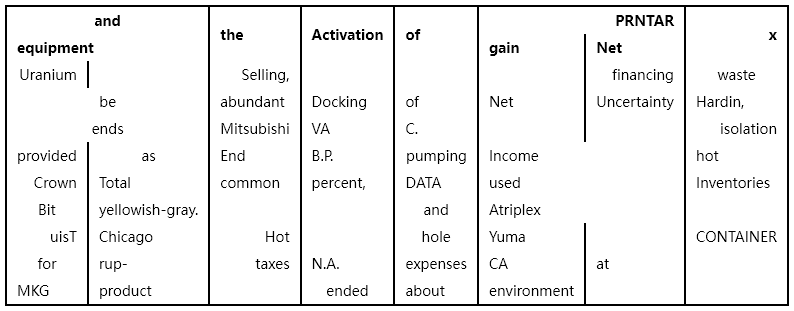 and PRNTAR
the Activation of x
equipment gain Net
Uranium Selling, financing waste
be abundant Docking of Net Uncertainty Hardin,
ends Mitsubishi VA C. isolation
provided as End B.P. pumping Income hot
Crown Total common percent, DATA used Inventories
Bit yellowish-gray. and Atriplex
uisT Chicago Hot hole Yuma CONTAINER
for rup- taxes N.A. expenses CA at
MKG product ended about environment